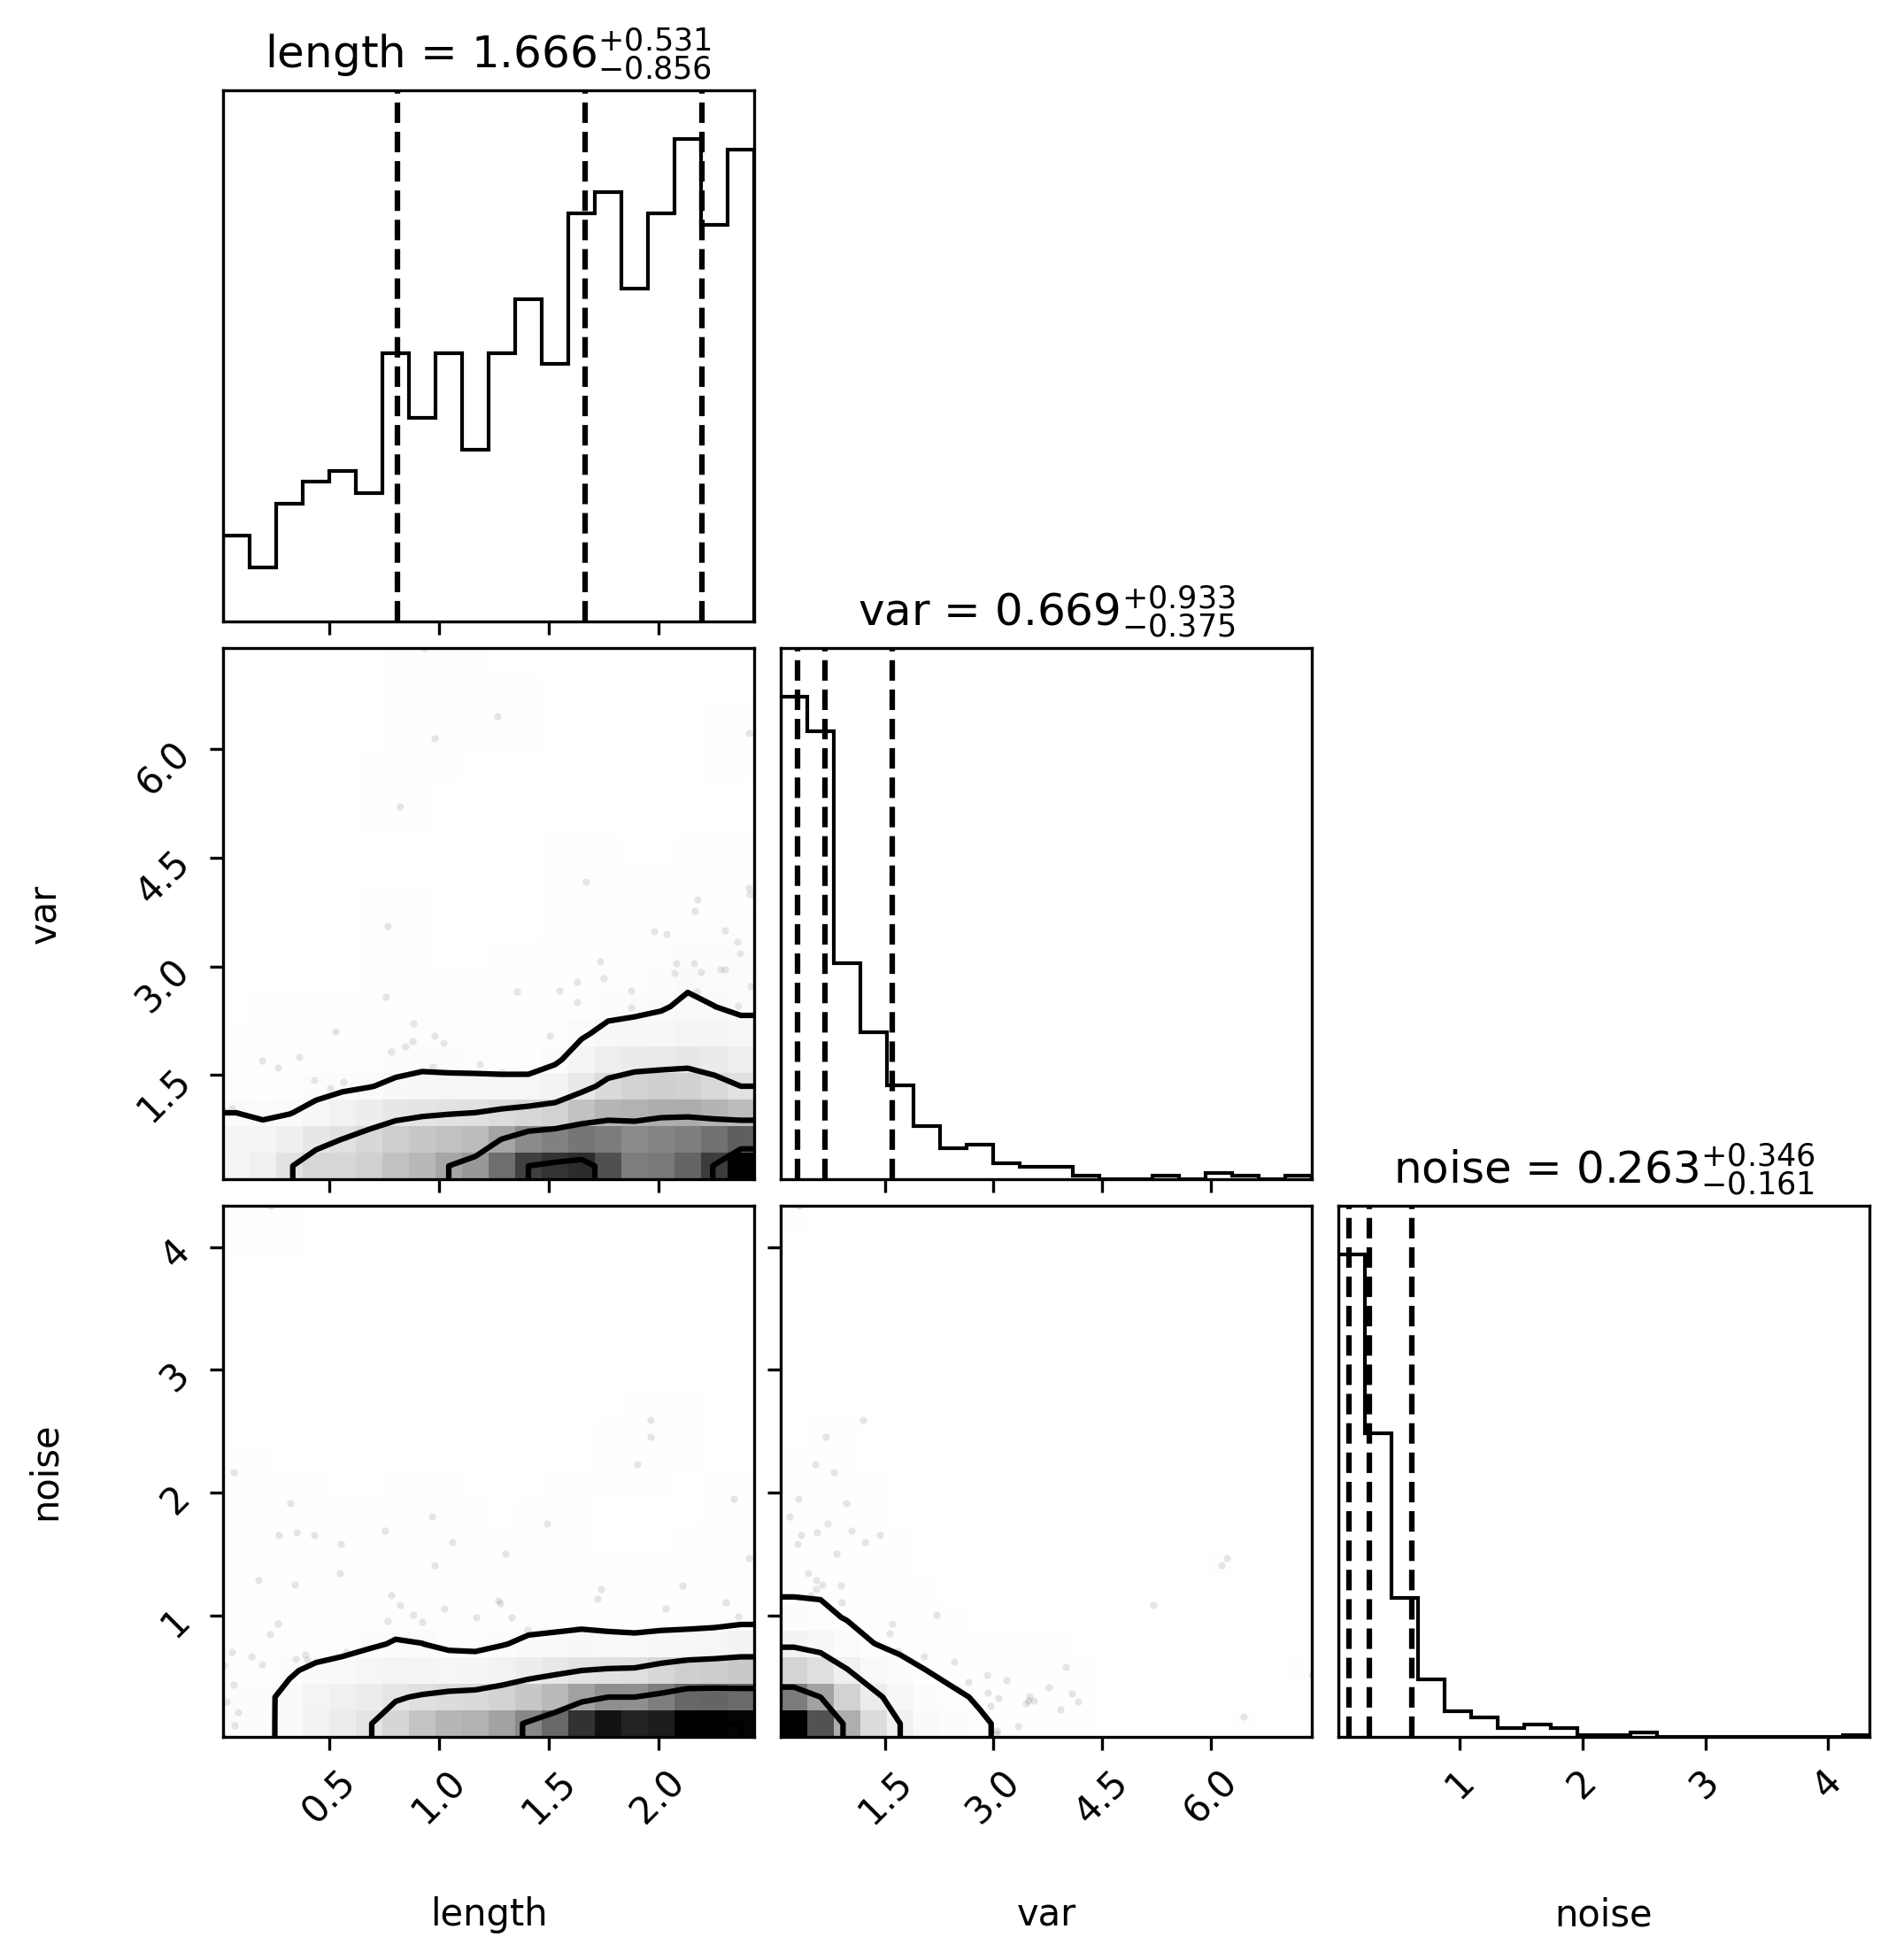 length = 1.666+0.531−0.856
var = 0.669+0.933−0.375
6.0
4.5
3.0
1.5
var
noise = 0.263+0.346−0.161
4
3
2
1
noise
0.5 1.0 1.5 2.0
1.5 3.0 4.5 6.0
1 2 3 4
length
var
noise